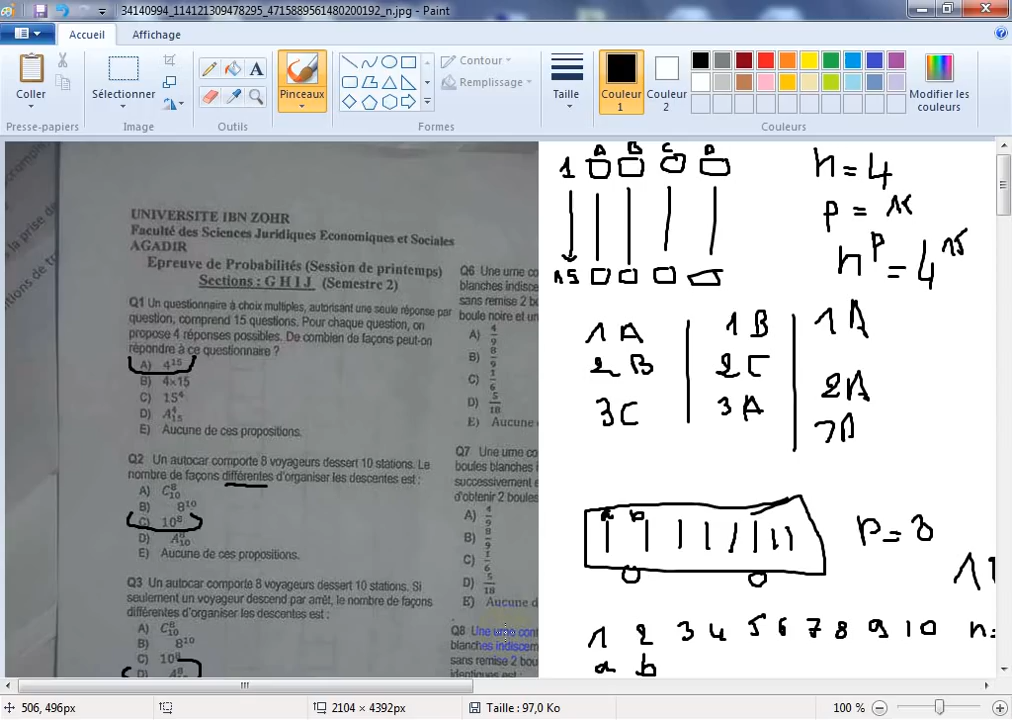 34140994_114121309478295_4715889561480200192_n.jpg - Paint
Accueil Affichage
Coller
Sélectionner
Pinceaux
Contour
Remplissage
Taille
Couleur 1
Couleur 2
Modifier les couleurs
Presse-papiers Image Outils Formes Couleurs
UNIVERSITE IBN ZOHR
Faculté des Sciences Juridiques Economiques et Sociales
AGADIR
Epreuve de Probabilités (Session de printemps)
Sections : G H I J (Semestre 2)
Q1 Un questionnaire à choix multiples, autorisant une seule réponse par
question, comprend 15 questions. Pour chaque question, on
propose 4 réponses possibles. De combien de façons peut-on
répondre à ce questionnaire ?
A) 4¹⁵
B) 4×15
C) 15⁴
D) A₁₅⁴
E) Aucune de ces propositions.
Q2 Un autocar comporte 8 voyageurs dessert 10 stations. Le
nombre de façons différentes d'organiser les descentes est :
A) C₁₀⁸
B) 8¹⁰
C) 10⁸
D) A₁₀⁸
E) Aucune de ces propositions.
Q3 Un autocar comporte 8 voyageurs dessert 10 stations. Si
seulement un voyageur descend par arrêt, le nombre de façons
différentes d'organiser les descentes est :
A) C₁₀⁸
B) 8¹⁰
C) 10⁸
D) A₁₀⁸
Q6 Une urne
blanches indisc
sans remise 2 b
boule noire et un
A) 4/9
B) 8/9
C) 1/6
D) 5/18
E) Aucune
Q7 Une urne
boules blanches
successivement
d'obtenir 2 boules
A) 4/9
B) 8/9
C) 1/6
D) 5/18
E) Aucune d
Q8 Une urne cont
blanches indiscern
sans remise 2 bou
identiques est :
A B C D
1
15
n = 4
p = 15
nᵖ = 4¹⁵
1 A 1 B 1 A
2 B 2 C 2 A
3 C 3 A
a b
P = 8
1 2 3 4 5 6 7 8 9 10 n=
a b
506, 496px
2104 × 4392px
Taille : 97,0 Ko
100 %